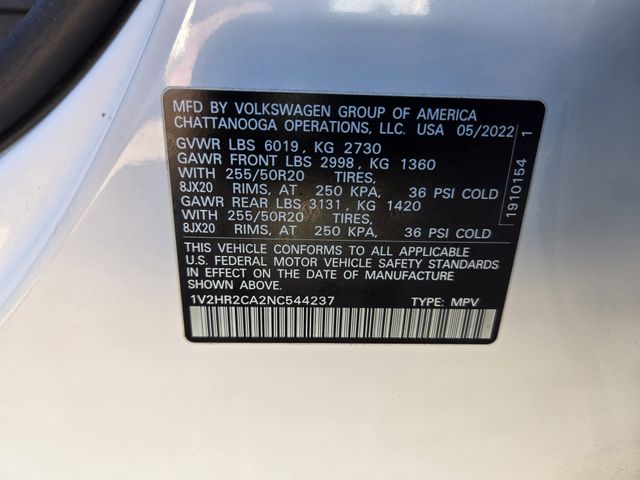 MFD BY VOLKSWAGEN GROUP OF AMERICA
CHATTANOOGA OPERATIONS, LLC. USA 05/2022
GVWR LBS 6019, KG 2730
GAWR FRONT LBS 2998, KG 1360
WITH 255/50R20 TIRES,
8JX20 RIMS, AT 250 KPA, 36 PSI COLD
GAWR REAR LBS 3131, KG 1420
WITH 255/50R20 TIRES,
8JX20 RIMS, AT 250 KPA, 36 PSI COLD
THIS VEHICLE CONFORMS TO ALL APPLICABLE
U.S. FEDERAL MOTOR VEHICLE SAFETY STANDARDS
IN EFFECT ON THE DATE OF MANUFACTURE
SHOWN ABOVE.
1V2HR2CA2NC544237 TYPE: MPV
1910154 1